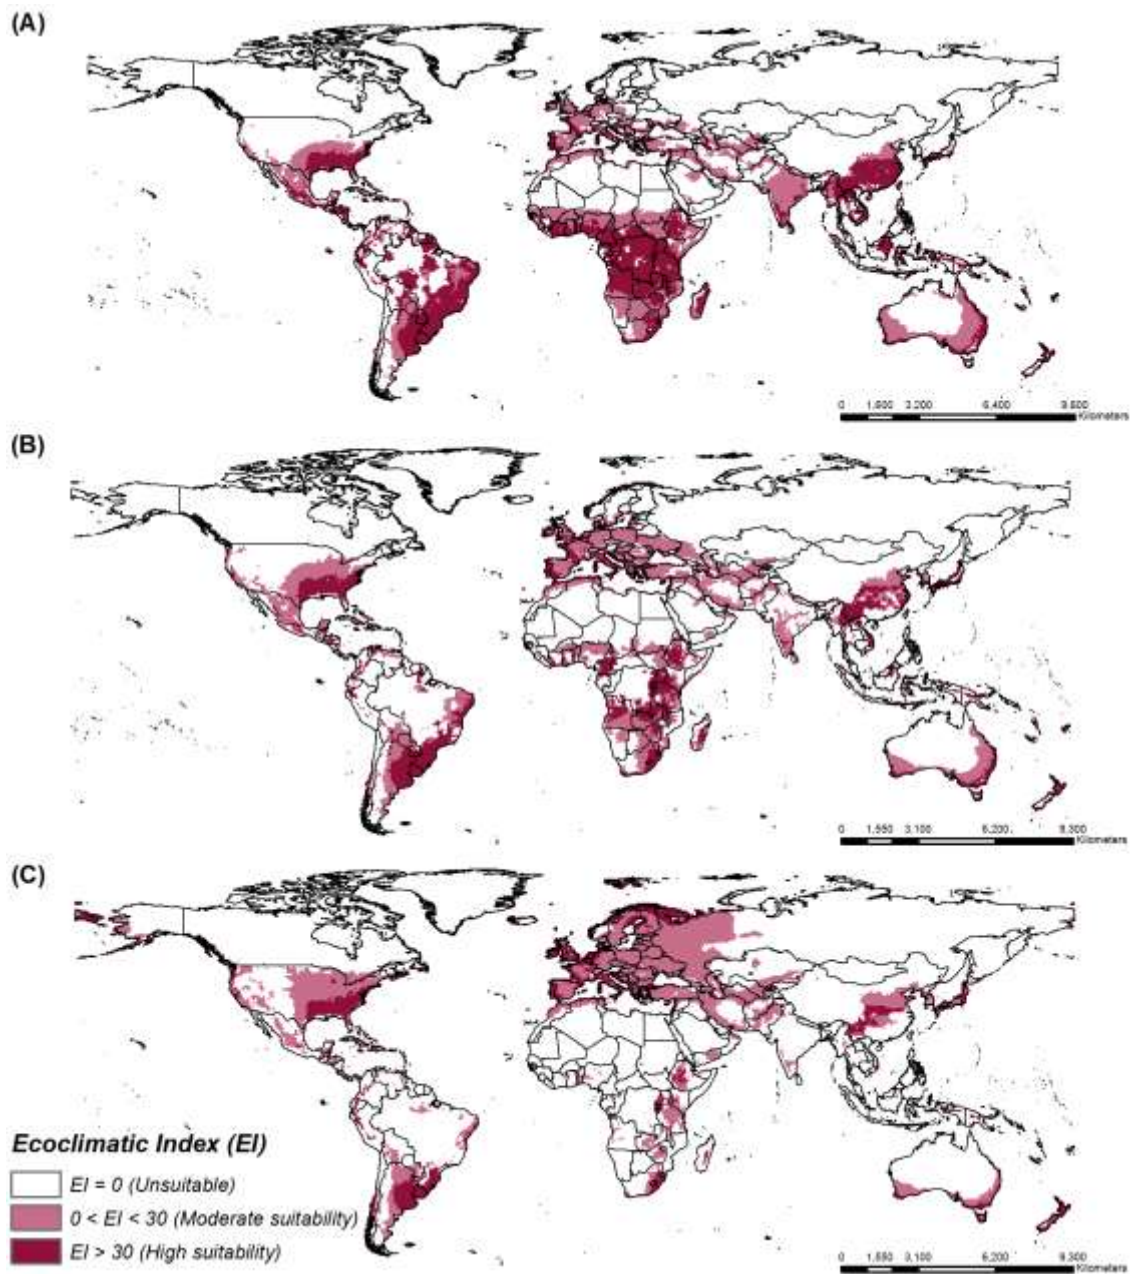 (A)
0 1,600 3,200 6,400 9,600
Kilometers
(B)
0 1,550 3,100 6,200 9,300
Kilometers
(C)
Ecoclimatic Index (EI)
EI = 0 (Unsuitable)
0 < EI < 30 (Moderate suitability)
EI > 30 (High suitability)
0 1,550 3,100 6,200 9,300
Kilometers